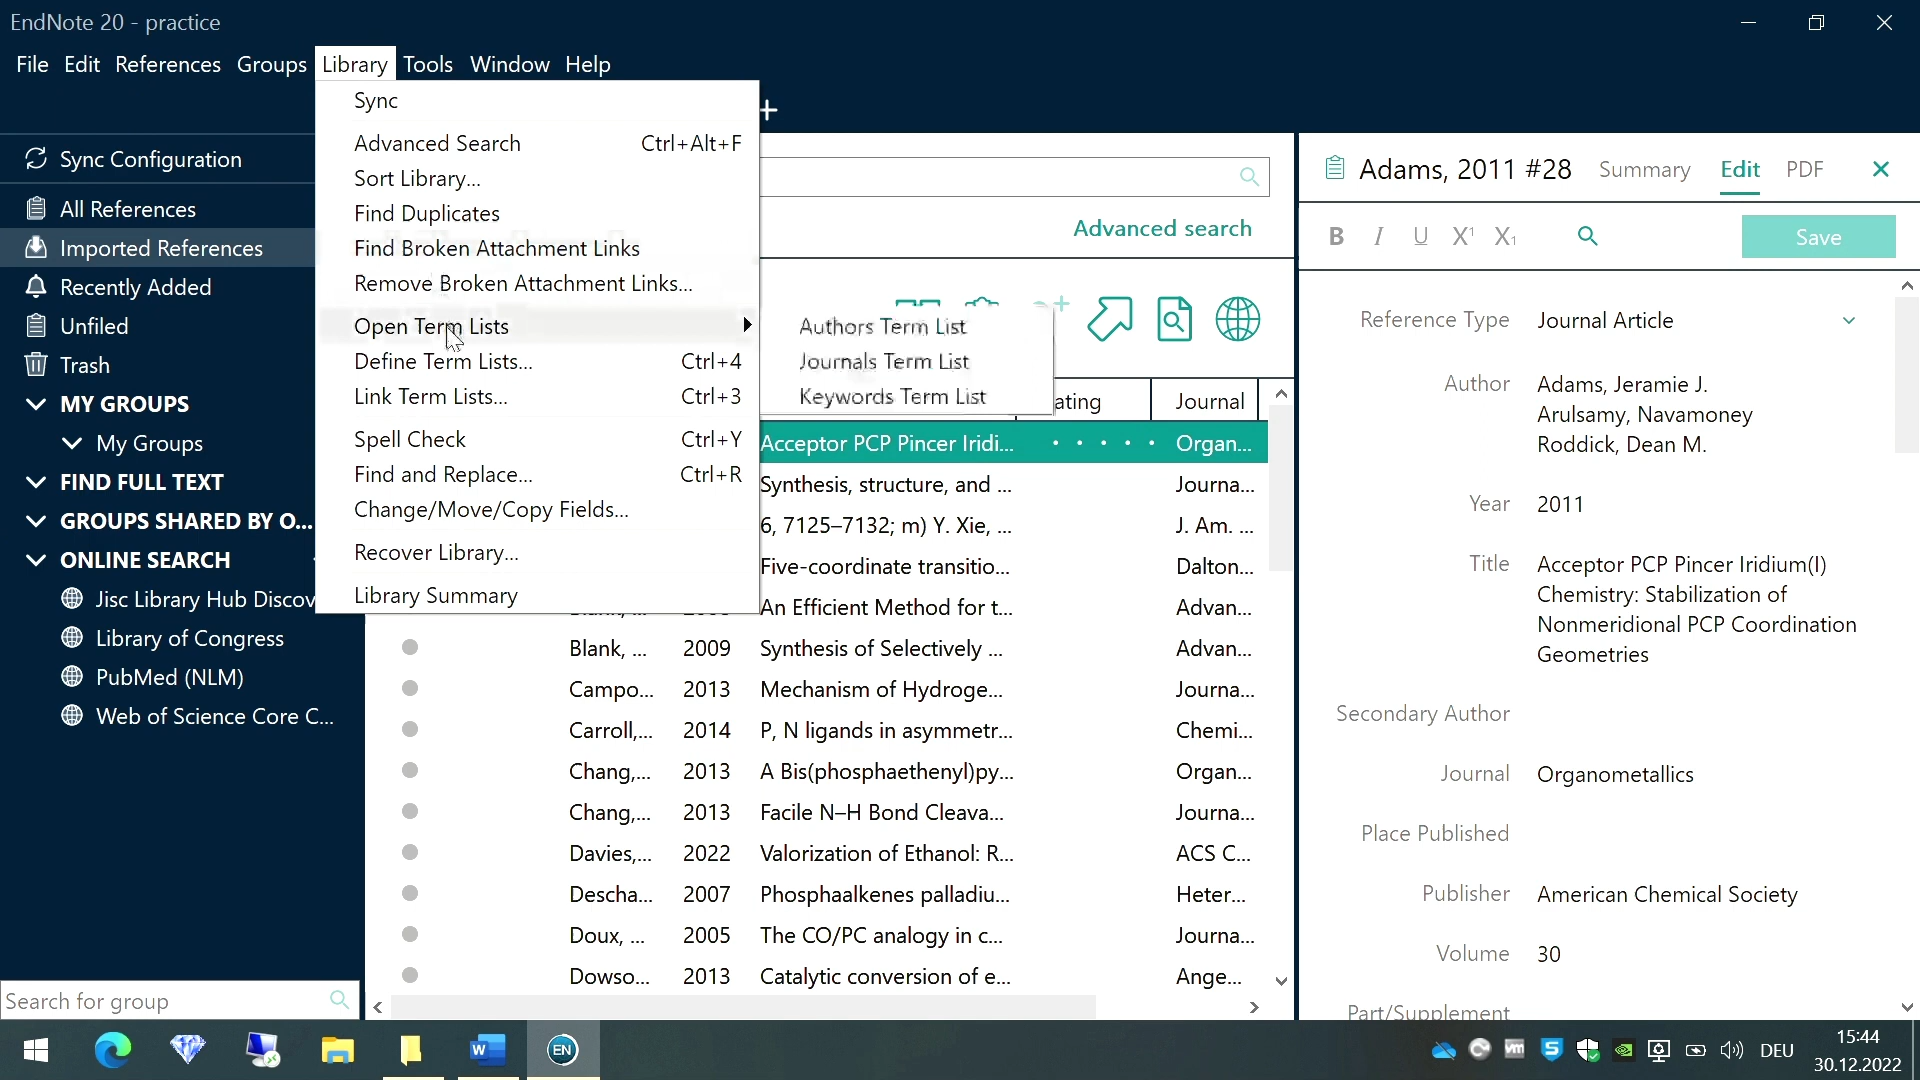 EndNote 20 - practice
File Edit References Groups Library Tools Window Help
Sync
Advanced Search Ctrl+Alt+F
Sort Library...
Find Duplicates
Find Broken Attachment Links
Remove Broken Attachment Links...
Open Term Lists
Define Term Lists... Ctrl+4
Link Term Lists... Ctrl+3
Spell Check Ctrl+Y
Find and Replace... Ctrl+R
Change/Move/Copy Fields...
Recover Library...
Library Summary
Authors Term List
Journals Term List
Keywords Term List
Sync Configuration
All References
Imported References
Recently Added
Unfiled
Trash
MY GROUPS
My Groups
FIND FULL TEXT
GROUPS SHARED BY O...
ONLINE SEARCH
Jisc Library Hub Discov
Library of Congress
PubMed (NLM)
Web of Science Core C...
Search for group
Advanced search
ating Journal
Acceptor PCP Pincer Iridi... Organ...
Synthesis, structure, and ... Journa...
6, 7125–7132; m) Y. Xie, ... J. Am. ...
Five-coordinate transitio... Dalton...
An Efficient Method for t... Advan...
Blank, ... 2009 Synthesis of Selectively ... Advan...
Campo... 2013 Mechanism of Hydroge... Journa...
Carroll,... 2014 P, N ligands in asymmetr... Chemi...
Chang,... 2013 A Bis(phosphaethenyl)py... Organ...
Chang,... 2013 Facile N–H Bond Cleava... Journa...
Davies,... 2022 Valorization of Ethanol: R... ACS C...
Descha... 2007 Phosphaalkenes palladiu... Heter...
Doux, ... 2005 The CO/PC analogy in c... Journa...
Dowso... 2013 Catalytic conversion of e... Ange...
Adams, 2011 #28 Summary Edit PDF
B I U X¹ X₁ Save
Reference Type Journal Article
Author Adams, Jeramie J.
Arulsamy, Navamoney
Roddick, Dean M.
Year 2011
Title Acceptor PCP Pincer Iridium(I)
Chemistry: Stabilization of
Nonmeridional PCP Coordination
Geometries
Secondary Author
Journal Organometallics
Place Published
Publisher American Chemical Society
Volume 30
Part/Supplement
W EN vm S DEU 15:44
30.12.2022